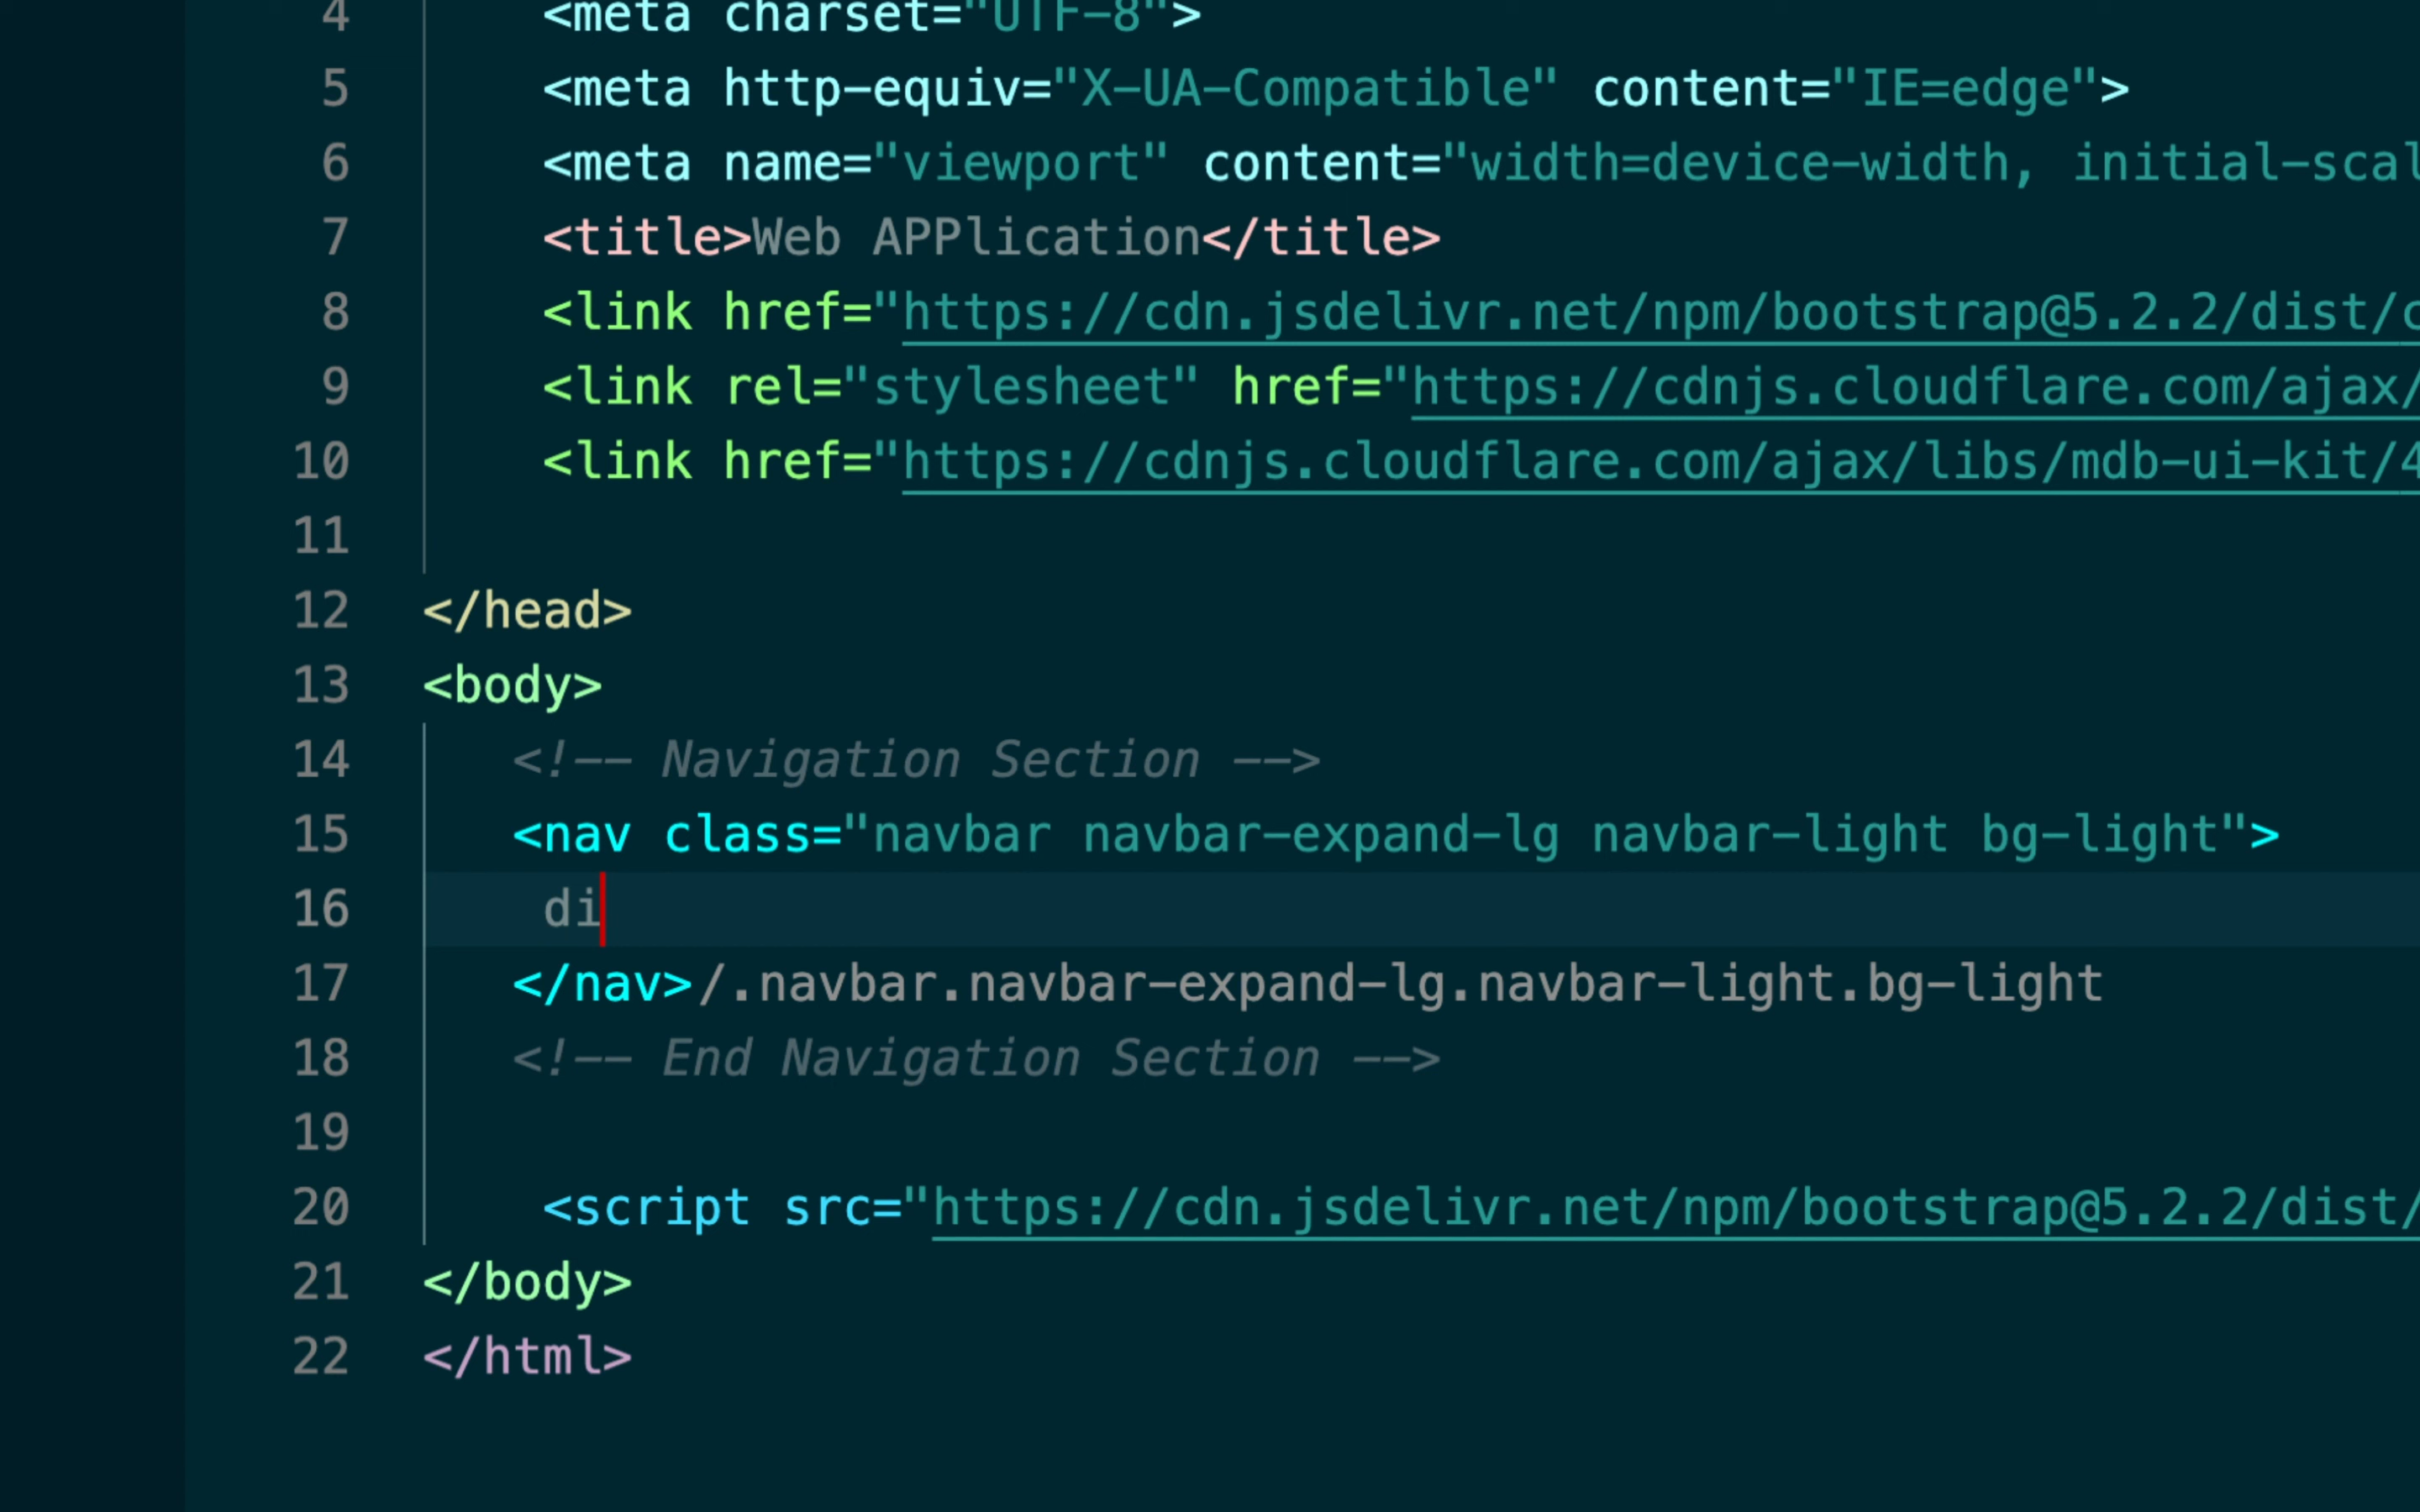 4 <meta charset="UTF-8">
5 <meta http-equiv="X-UA-Compatible" content="IE=edge">
6 <meta name="viewport" content="width=device-width, initial-scal
7 <title>Web APPlication</title>
8 <link href="https://cdn.jsdelivr.net/npm/bootstrap@5.2.2/dist/c
9 <link rel="stylesheet" href="https://cdnjs.cloudflare.com/ajax/
10 <link href="https://cdnjs.cloudflare.com/ajax/libs/mdb-ui-kit/4
11
12 </head>
13 <body>
14 <!-- Navigation Section -->
15 <nav class="navbar navbar-expand-lg navbar-light bg-light">
16 di
17 </nav>/.navbar.navbar-expand-lg.navbar-light.bg-light
18 <!-- End Navigation Section -->
19
20 <script src="https://cdn.jsdelivr.net/npm/bootstrap@5.2.2/dist/
21 </body>
22 </html>